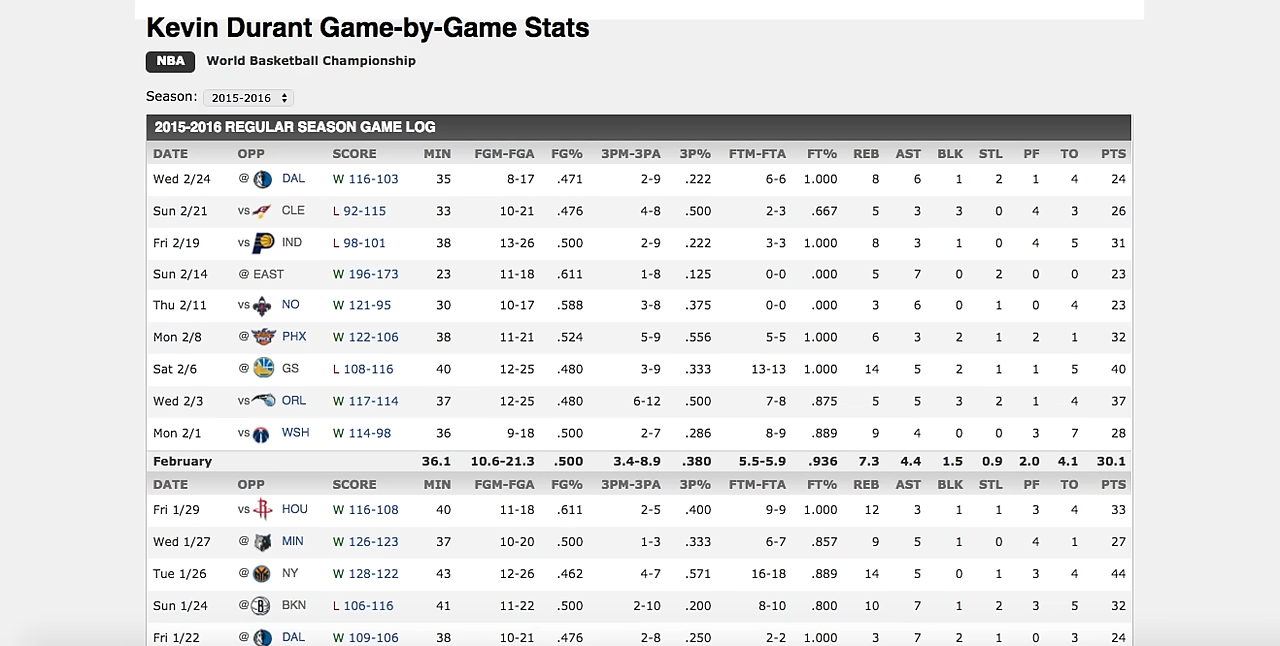 Kevin Durant Game-by-Game Stats
NBA World Basketball Championship
Season: 2015-2016
2015-2016 REGULAR SEASON GAME LOG
DATE OPP SCORE MIN FGM-FGA FG% 3PM-3PA 3P% FTM-FTA FT% REB AST BLK STL PF TO PTS
Wed 2/24 @ DAL W 116-103 35 8-17 .471 2-9 .222 6-6 1.000 8 6 1 2 1 4 24
Sun 2/21 vs CLE L 92-115 33 10-21 .476 4-8 .500 2-3 .667 5 3 3 0 4 3 26
Fri 2/19 vs IND L 98-101 38 13-26 .500 2-9 .222 3-3 1.000 8 3 1 0 4 5 31
Sun 2/14 @ EAST W 196-173 23 11-18 .611 1-8 .125 0-0 .000 5 7 0 2 0 0 23
Thu 2/11 vs NO W 121-95 30 10-17 .588 3-8 .375 0-0 .000 3 6 0 1 0 4 23
Mon 2/8 @ PHX W 122-106 38 11-21 .524 5-9 .556 5-5 1.000 6 3 2 1 2 1 32
Sat 2/6 @ GS L 108-116 40 12-25 .480 3-9 .333 13-13 1.000 14 5 2 1 1 5 40
Wed 2/3 vs ORL W 117-114 37 12-25 .480 6-12 .500 7-8 .875 5 5 3 2 1 4 37
Mon 2/1 vs WSH W 114-98 36 9-18 .500 2-7 .286 8-9 .889 9 4 0 0 3 7 28
February 36.1 10.6-21.3 .500 3.4-8.9 .380 5.5-5.9 .936 7.3 4.4 1.5 0.9 2.0 4.1 30.1
DATE OPP SCORE MIN FGM-FGA FG% 3PM-3PA 3P% FTM-FTA FT% REB AST BLK STL PF TO PTS
Fri 1/29 vs HOU W 116-108 40 11-18 .611 2-5 .400 9-9 1.000 12 3 1 1 3 4 33
Wed 1/27 @ MIN W 126-123 37 10-20 .500 1-3 .333 6-7 .857 9 5 1 0 4 1 27
Tue 1/26 @ NY W 128-122 43 12-26 .462 4-7 .571 16-18 .889 14 5 0 1 3 4 44
Sun 1/24 @ BKN L 106-116 41 11-22 .500 2-10 .200 8-10 .800 10 7 1 2 3 5 32
Fri 1/22 @ DAL W 109-106 38 10-21 .476 2-8 .250 2-2 1.000 3 7 2 1 0 3 24